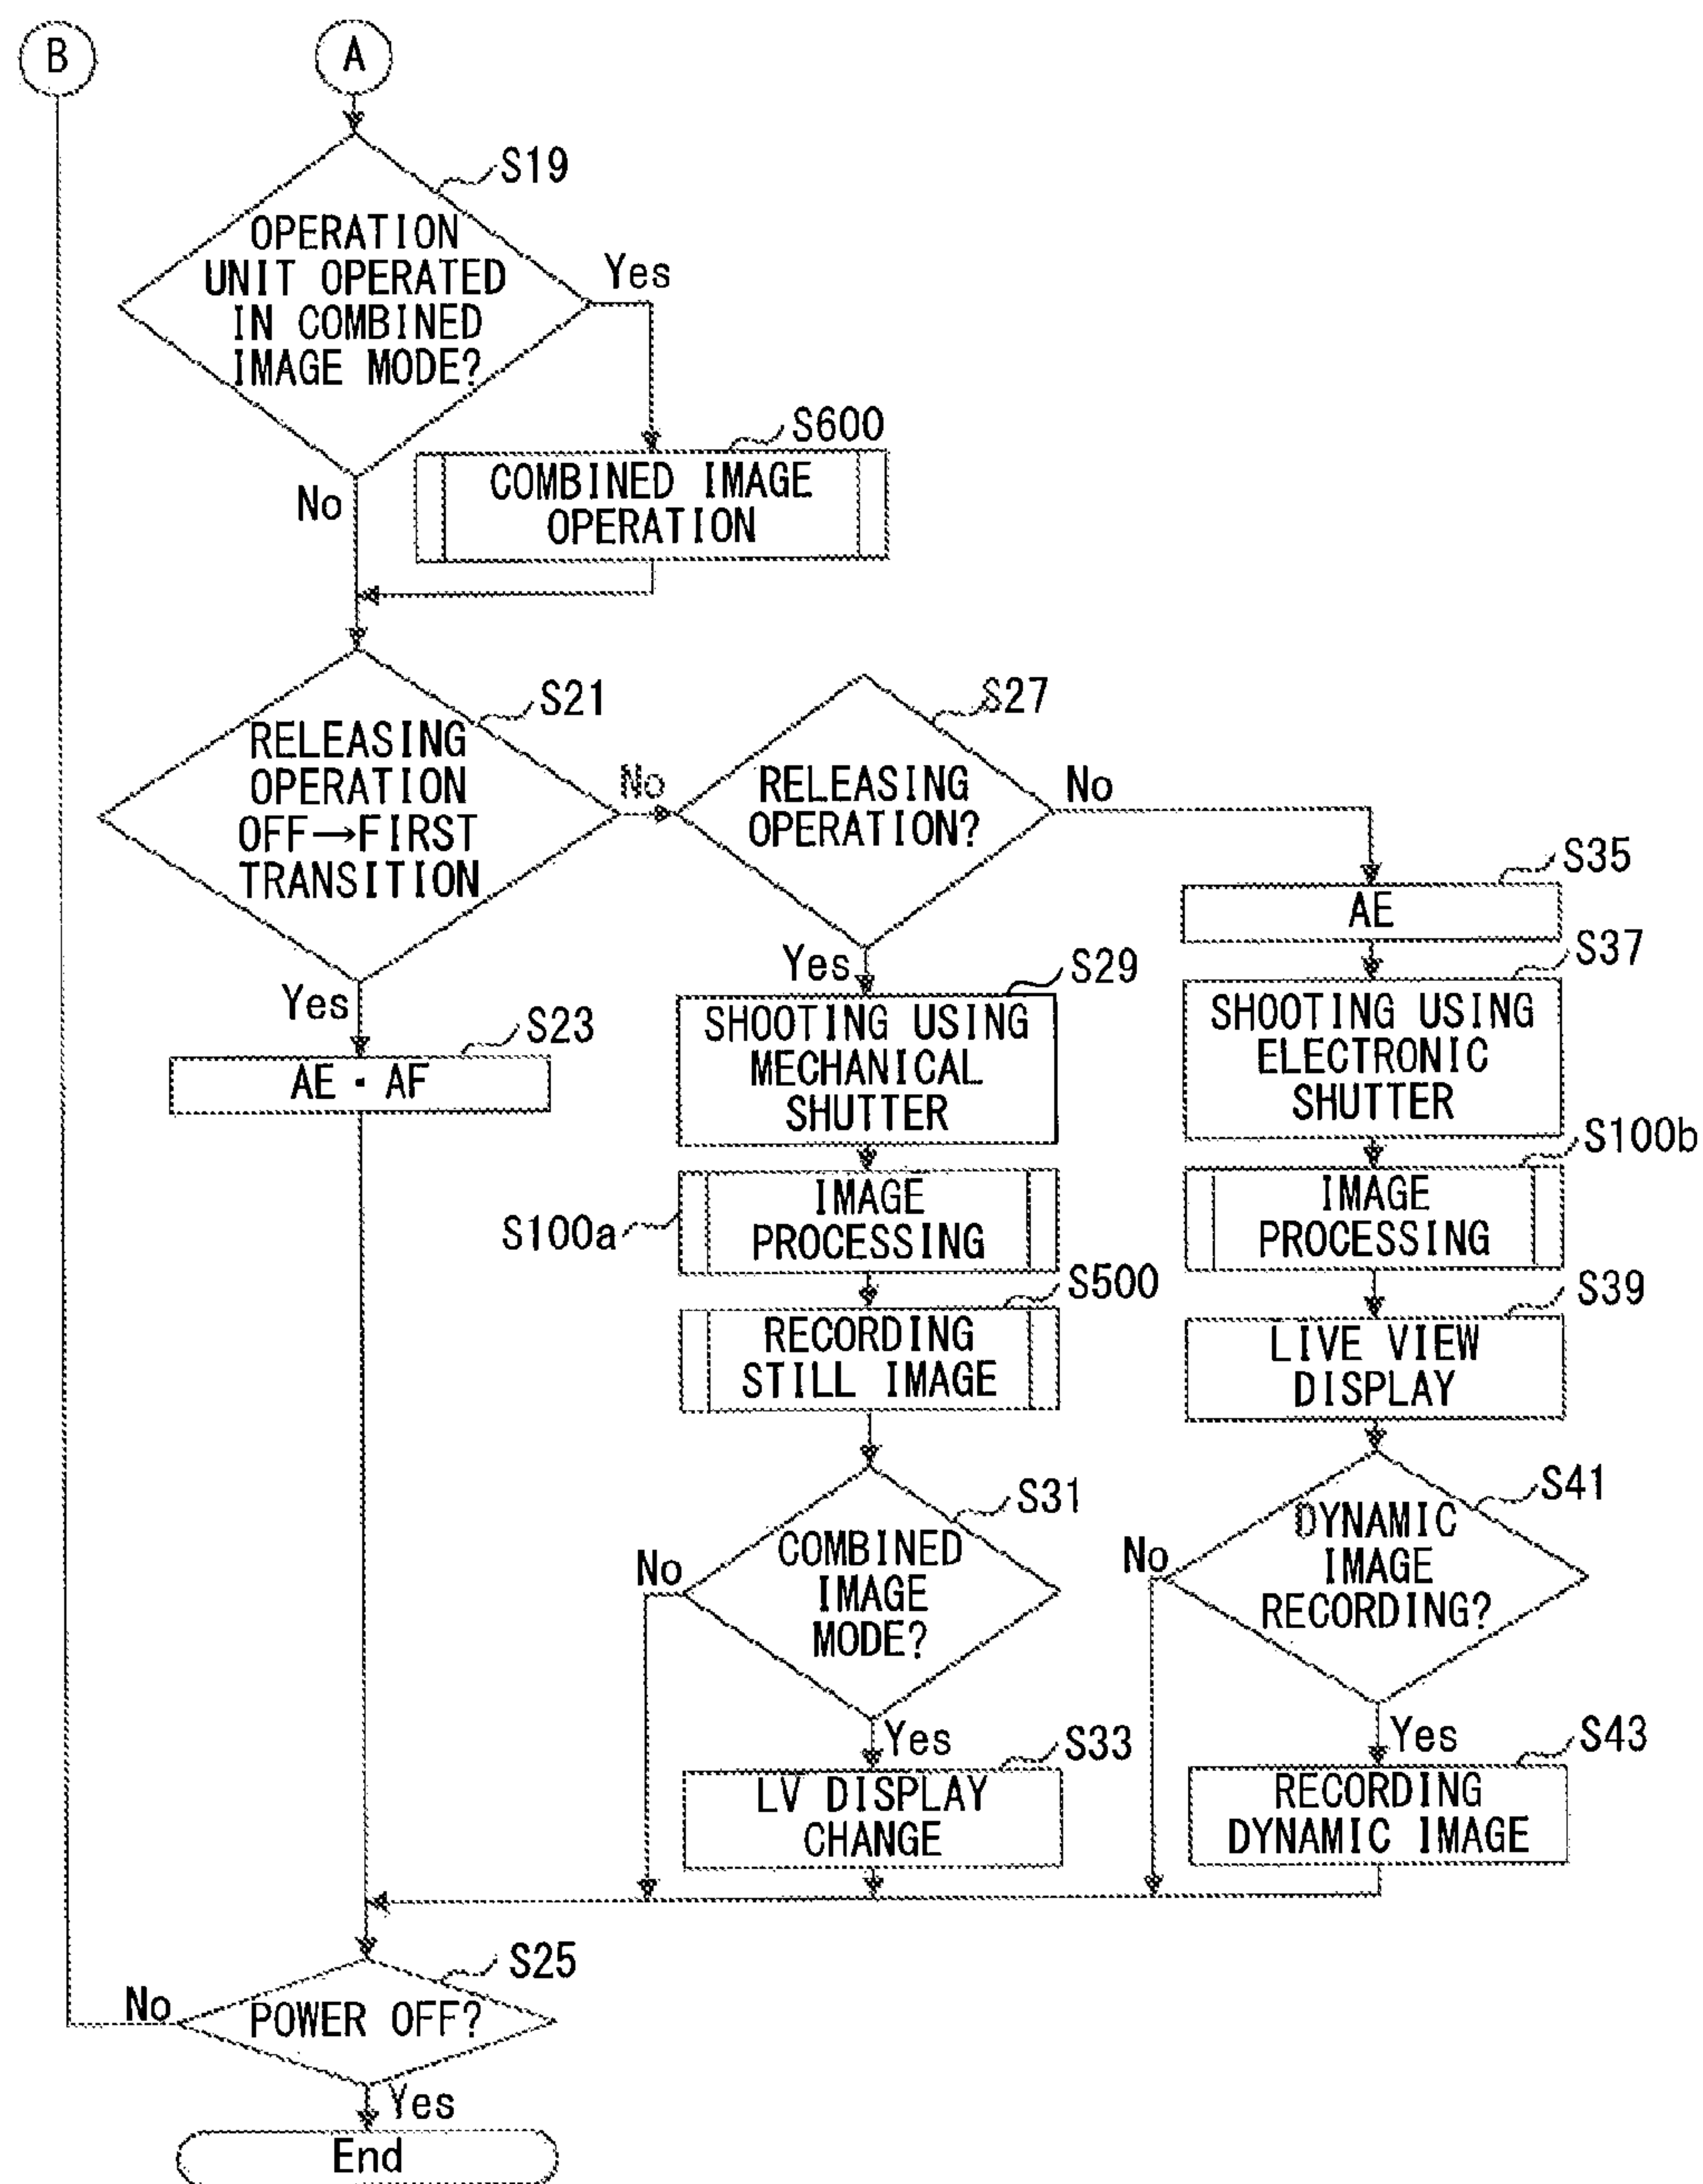 B
A
S19
OPERATION
UNIT OPERATED
IN COMBINED
IMAGE MODE?
Yes
No
S600
COMBINED IMAGE
OPERATION
S21
RELEASING
OPERATION
OFF→FIRST
TRANSITION
No
Yes
S23
AE・AF
S27
RELEASING
OPERATION?
No
Yes
S29
SHOOTING USING
MECHANICAL
SHUTTER
S100a
IMAGE
PROCESSING
S500
RECORDING
STILL IMAGE
S31
COMBINED
IMAGE
MODE?
No
Yes
S33
LV DISPLAY
CHANGE
S35
AE
S37
SHOOTING USING
ELECTRONIC
SHUTTER
S100b
IMAGE
PROCESSING
S39
LIVE VIEW
DISPLAY
S41
DYNAMIC
IMAGE
RECORDING?
No
Yes
S43
RECORDING
DYNAMIC IMAGE
S25
POWER OFF?
No
Yes
End